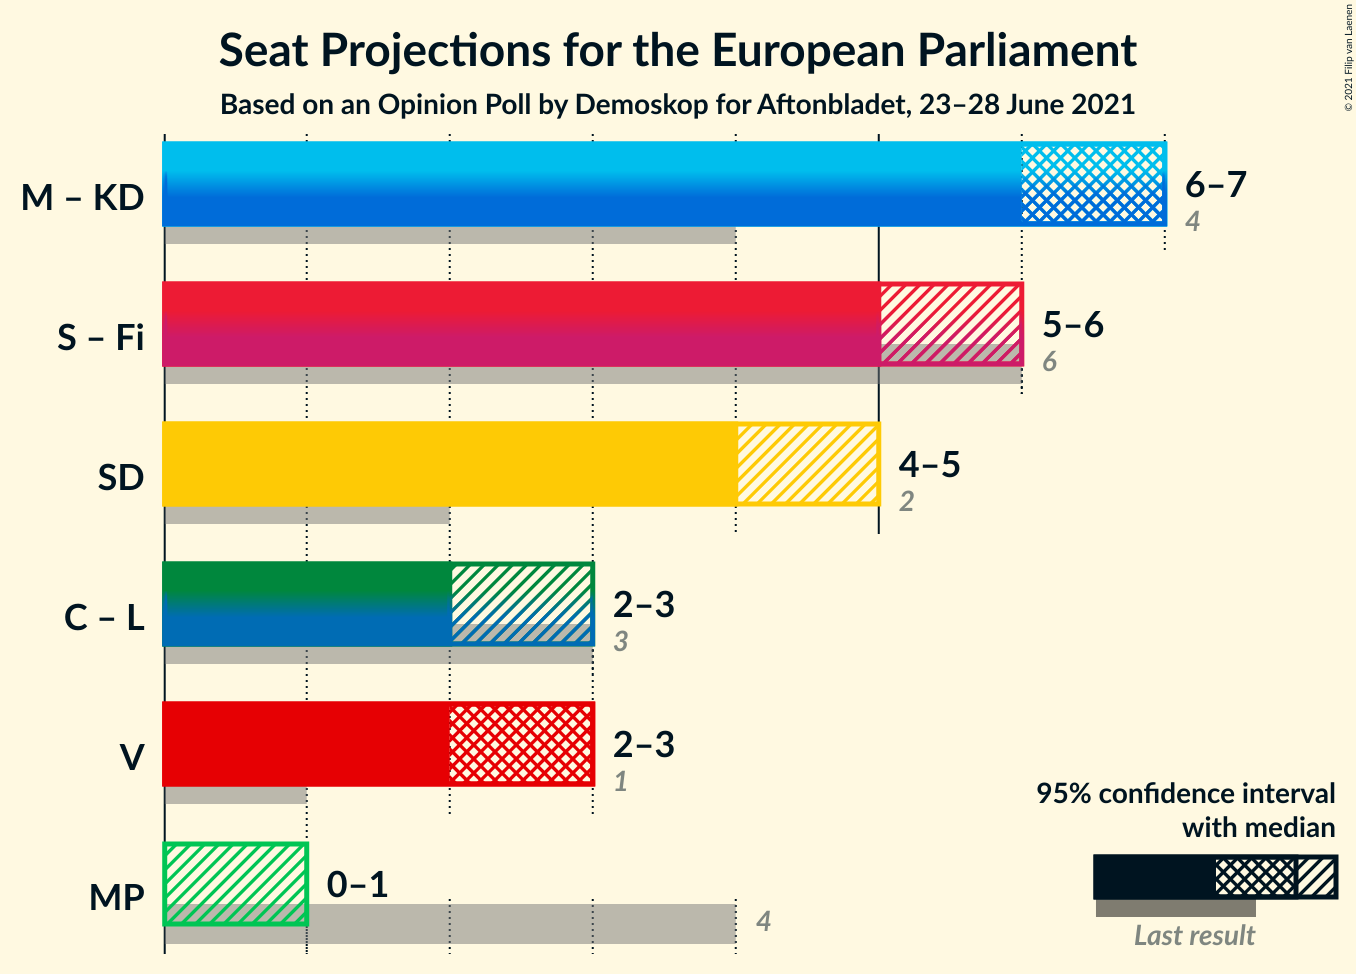 Seat Projections for the European Parliament
Based on an Opinion Poll by Demoskop for Aftonbladet, 23–28 June 2021
© 2021 Filip van Laenen
M – KD
6–7
4
S – Fi
5–6
6
SD
4–5
2
C – L
2–3
3
V
2–3
1
MP
0–1
4
95% confidence interval
with median
Last result